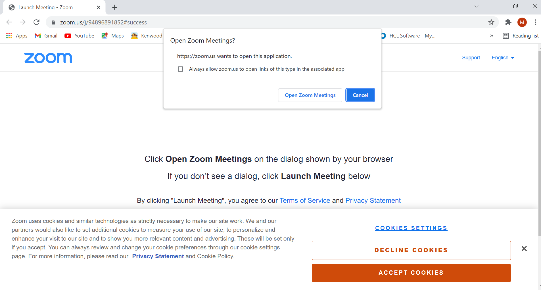 Launch Meeting - Zoom
zoom.us/j/94898891852#success
Apps Gmail YouTube Maps Kenwood HCLSoftware - My... » Reading list
zoom
Support English
Open Zoom Meetings?
https://zoom.us wants to open this application.
Always allow zoom.us to open links of this type in the associated app
Open Zoom Meetings Cancel
Click Open Zoom Meetings on the dialog shown by your browser
If you don't see a dialog, click Launch Meeting below
By clicking "Launch Meeting", you agree to our Terms of Service and Privacy Statement
Zoom uses cookies and similar technologies as strictly necessary to make our site work. We and our
partners would also like to set additional cookies to measure your use of our site, to personalize and
enhance your visit to our site and to show you more relevant content and advertising. These will be set only
if you accept. You can always review and change your cookie preferences through our cookie settings
page. For more information, please read our Privacy Statement and Cookie Policy
COOKIES SETTINGS
DECLINE COOKIES
ACCEPT COOKIES